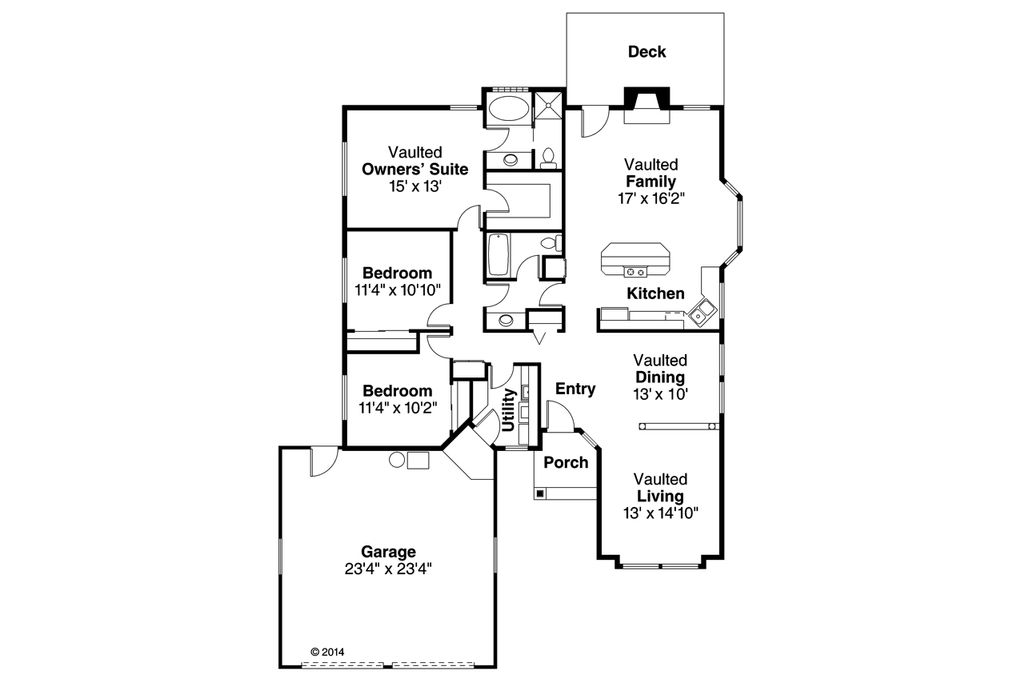 Deck
Vaulted
Owners' Suite
15' x 13'
Vaulted
Family
17' x 16'2"
Bedroom
11'4" x 10'10"
Kitchen
Bedroom
11'4" x 10'2"
Utility
Entry
Vaulted
Dining
13' x 10'
Porch
Vaulted
Living
13' x 14'10"
Garage
23'4" x 23'4"
© 2014